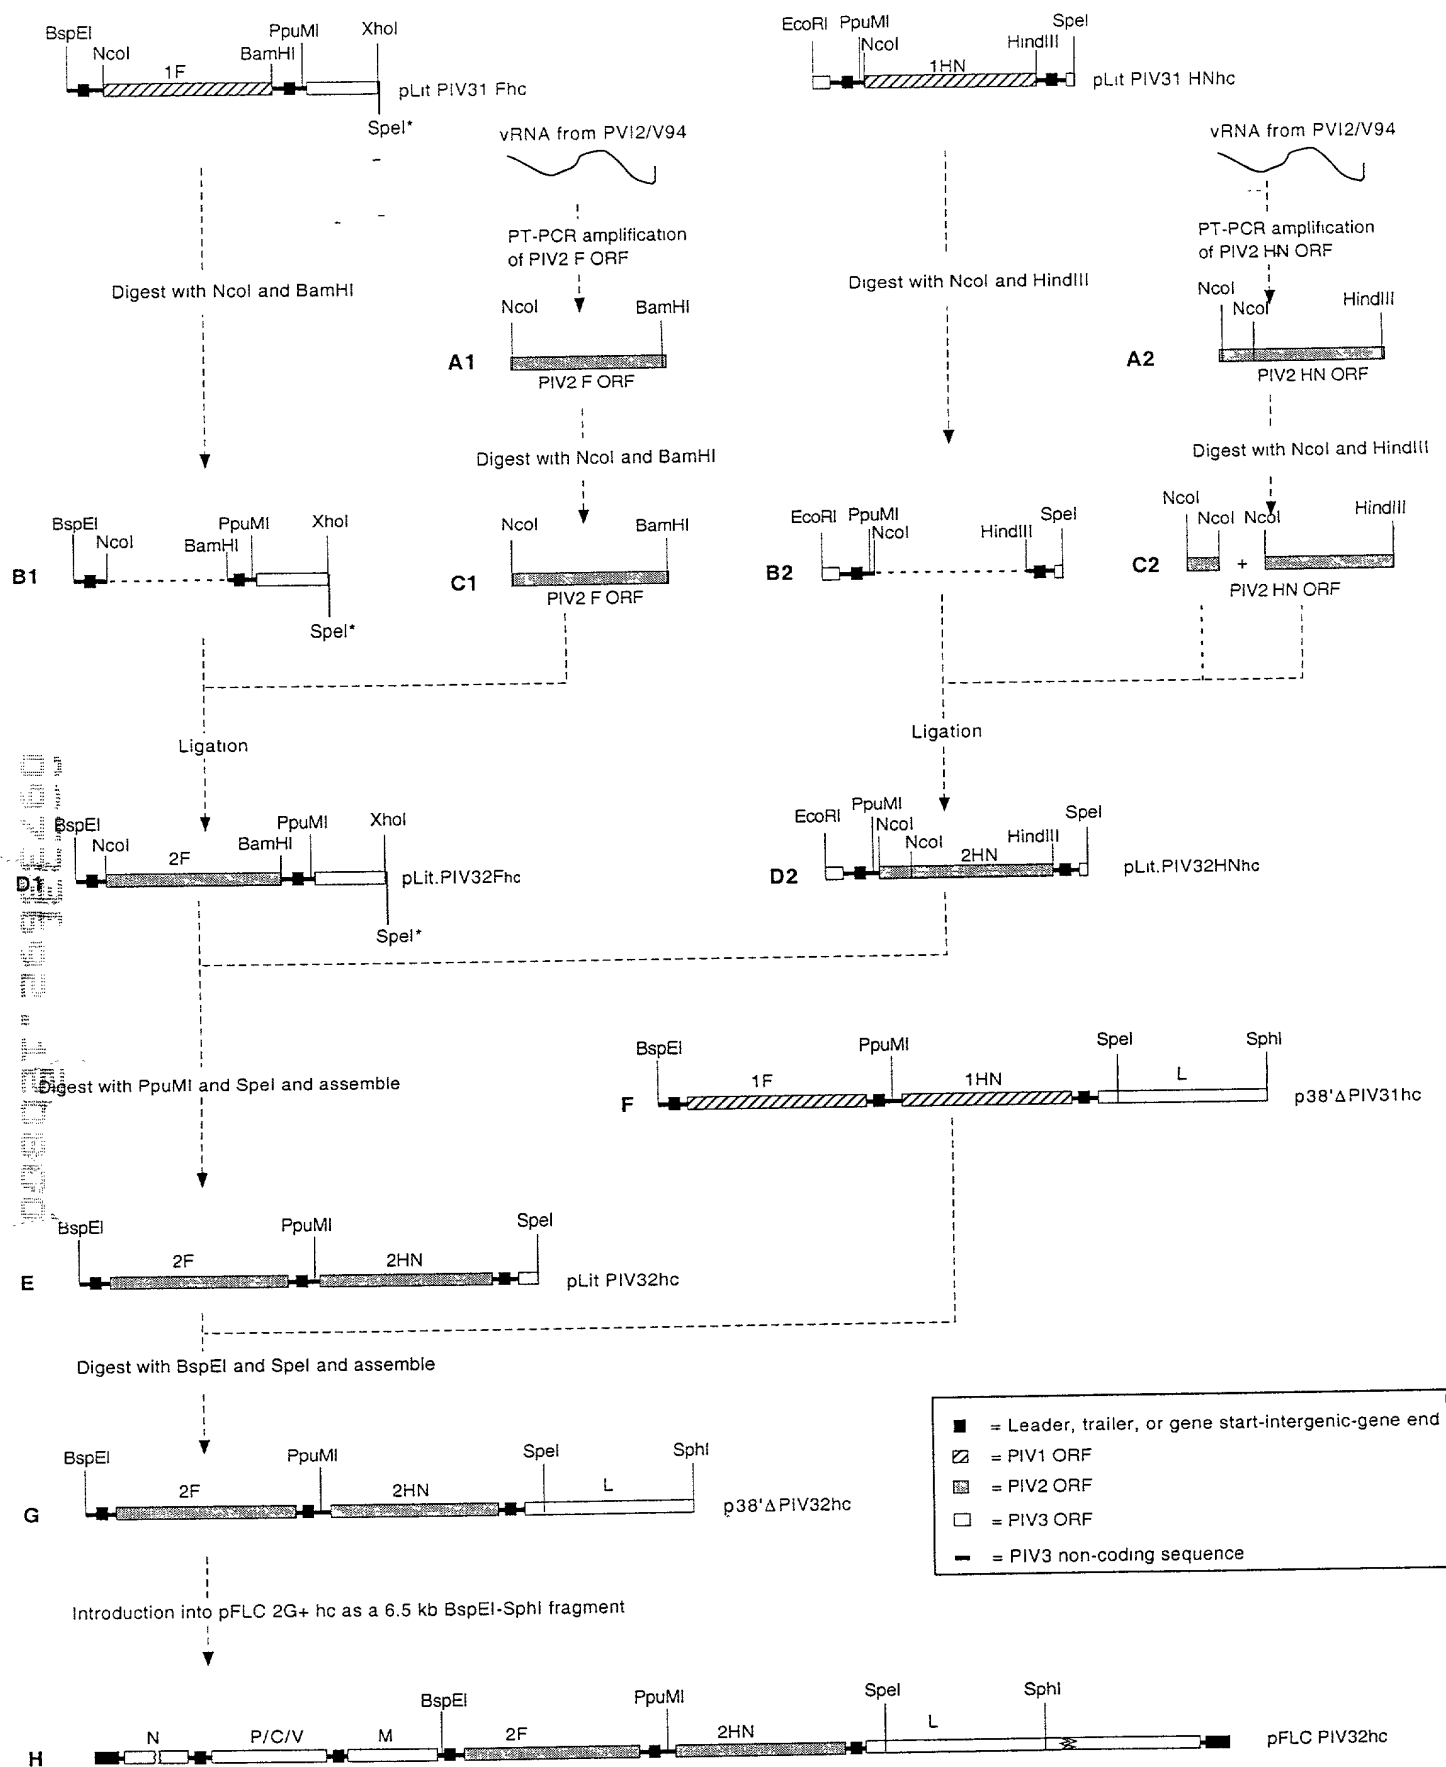 BspEI
NcoI
1F
BamHI
PpuMI
XhoI
SpeI*
pLit PIV31 Fhc
EcoRI
PpuMI
NcoI
1HN
HindIII
SpeI
pLit PIV31 HNhc
vRNA from PVI2/V94
vRNA from PVI2/V94
PT-PCR amplification
of PIV2 F ORF
PT-PCR amplification
of PIV2 HN ORF
Digest with NcoI and BamHI
Digest with NcoI and HindIII
NcoI
BamHI
A1
PIV2 F ORF
NcoI
NcoI
HindIII
A2
PIV2 HN ORF
Digest with NcoI and BamHI
Digest with NcoI and HindIII
BspEI
NcoI
BamHI
PpuMI
XhoI
B1
SpeI*
NcoI
BamHI
C1
PIV2 F ORF
EcoRI
PpuMI
NcoI
HindIII
SpeI
B2
NcoI
NcoI
NcoI
HindIII
C2
+
PIV2 HN ORF
Ligation
Ligation
BspEI
NcoI
2F
BamHI
PpuMI
XhoI
D1
pLit.PIV32Fhc
SpeI*
EcoRI
PpuMI
NcoI
NcoI
2HN
HindIII
SpeI
D2
pLit.PIV32HNhc
Digest with PpuMI and SpeI and assemble
BspEI
1F
PpuMI
1HN
SpeI
L
SphI
F
p38'ΔPIV31hc
BspEI
2F
PpuMI
2HN
SpeI
E
pLit PIV32hc
Digest with BspEI and SpeI and assemble
= Leader, trailer, or gene start-intergenic-gene end
= PIV1 ORF
= PIV2 ORF
= PIV3 ORF
= PIV3 non-coding sequence
BspEI
2F
PpuMI
2HN
SpeI
L
SphI
G
p38'ΔPIV32hc
Introduction into pFLC 2G+ hc as a 6.5 kb BspEI-SphI fragment
N
P/C/V
M
BspEI
2F
PpuMI
2HN
SpeI
L
SphI
H
pFLC PIV32hc